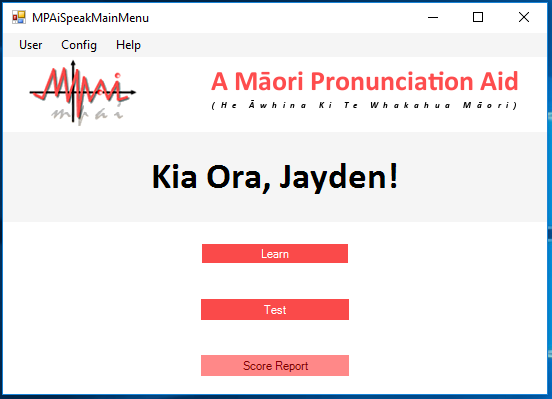 MPAiSpeakMainMenu
User Config Help
MPAi
mpai
A Māori Pronunciation Aid
(He Āwhina Ki Te Whakahua Māori)
Kia Ora, Jayden!
Learn
Test
Score Report